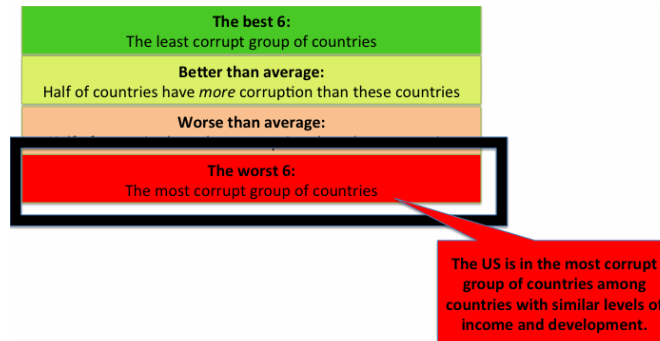 The best 6:
The least corrupt group of countries
Better than average:
Half of countries have more corruption than these countries
Worse than average:
The worst 6:
The most corrupt group of countries
The US is in the most corrupt
group of countries among
countries with similar levels of
income and development.